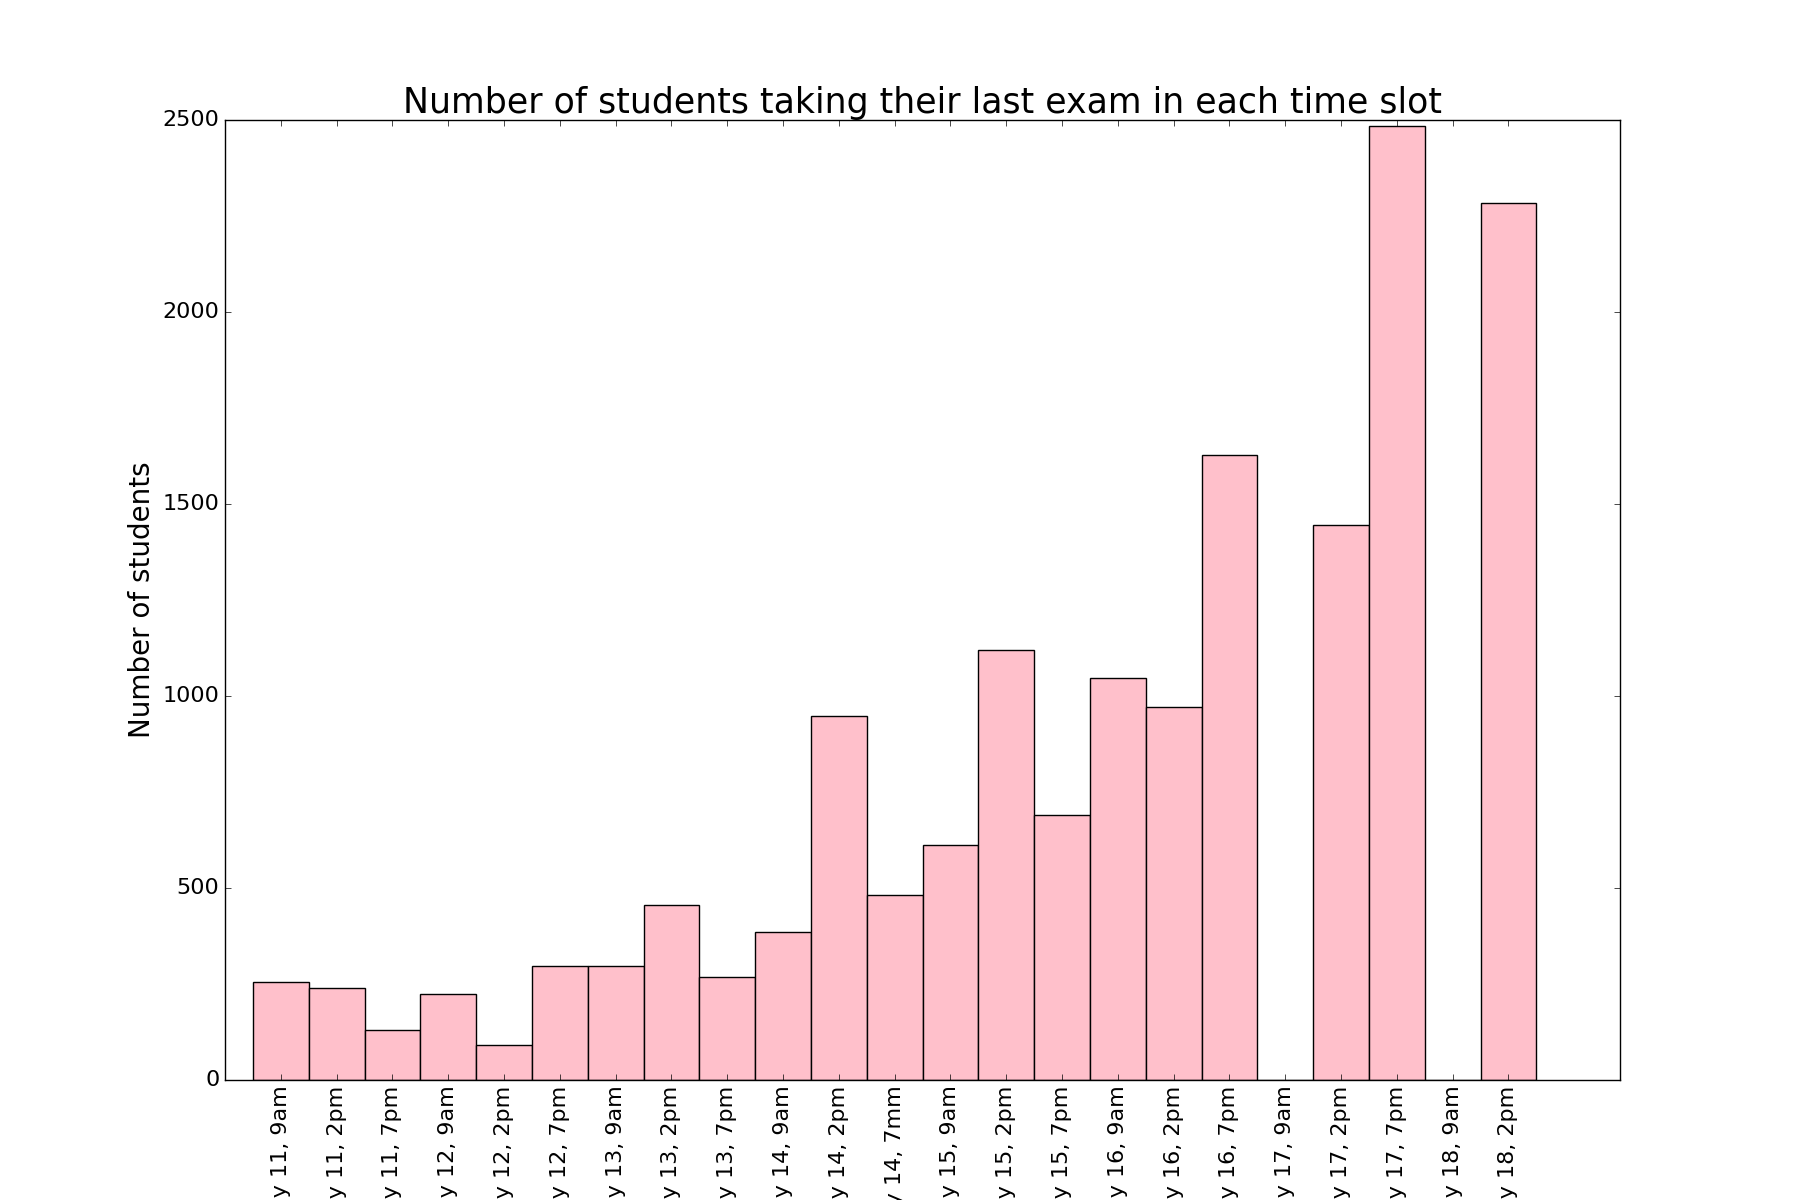 Number of students taking their last exam in each time slot
Number of students
2500
2000
1500
1000
500
0
y 11, 9am
y 11, 2pm
y 11, 7pm
y 12, 9am
y 12, 2pm
y 12, 7pm
y 13, 9am
y 13, 2pm
y 13, 7pm
y 14, 9am
y 14, 2pm
y 14, 7mm
y 15, 9am
y 15, 2pm
y 15, 7pm
y 16, 9am
y 16, 2pm
y 16, 7pm
y 17, 9am
y 17, 2pm
y 17, 7pm
y 18, 9am
y 18, 2pm